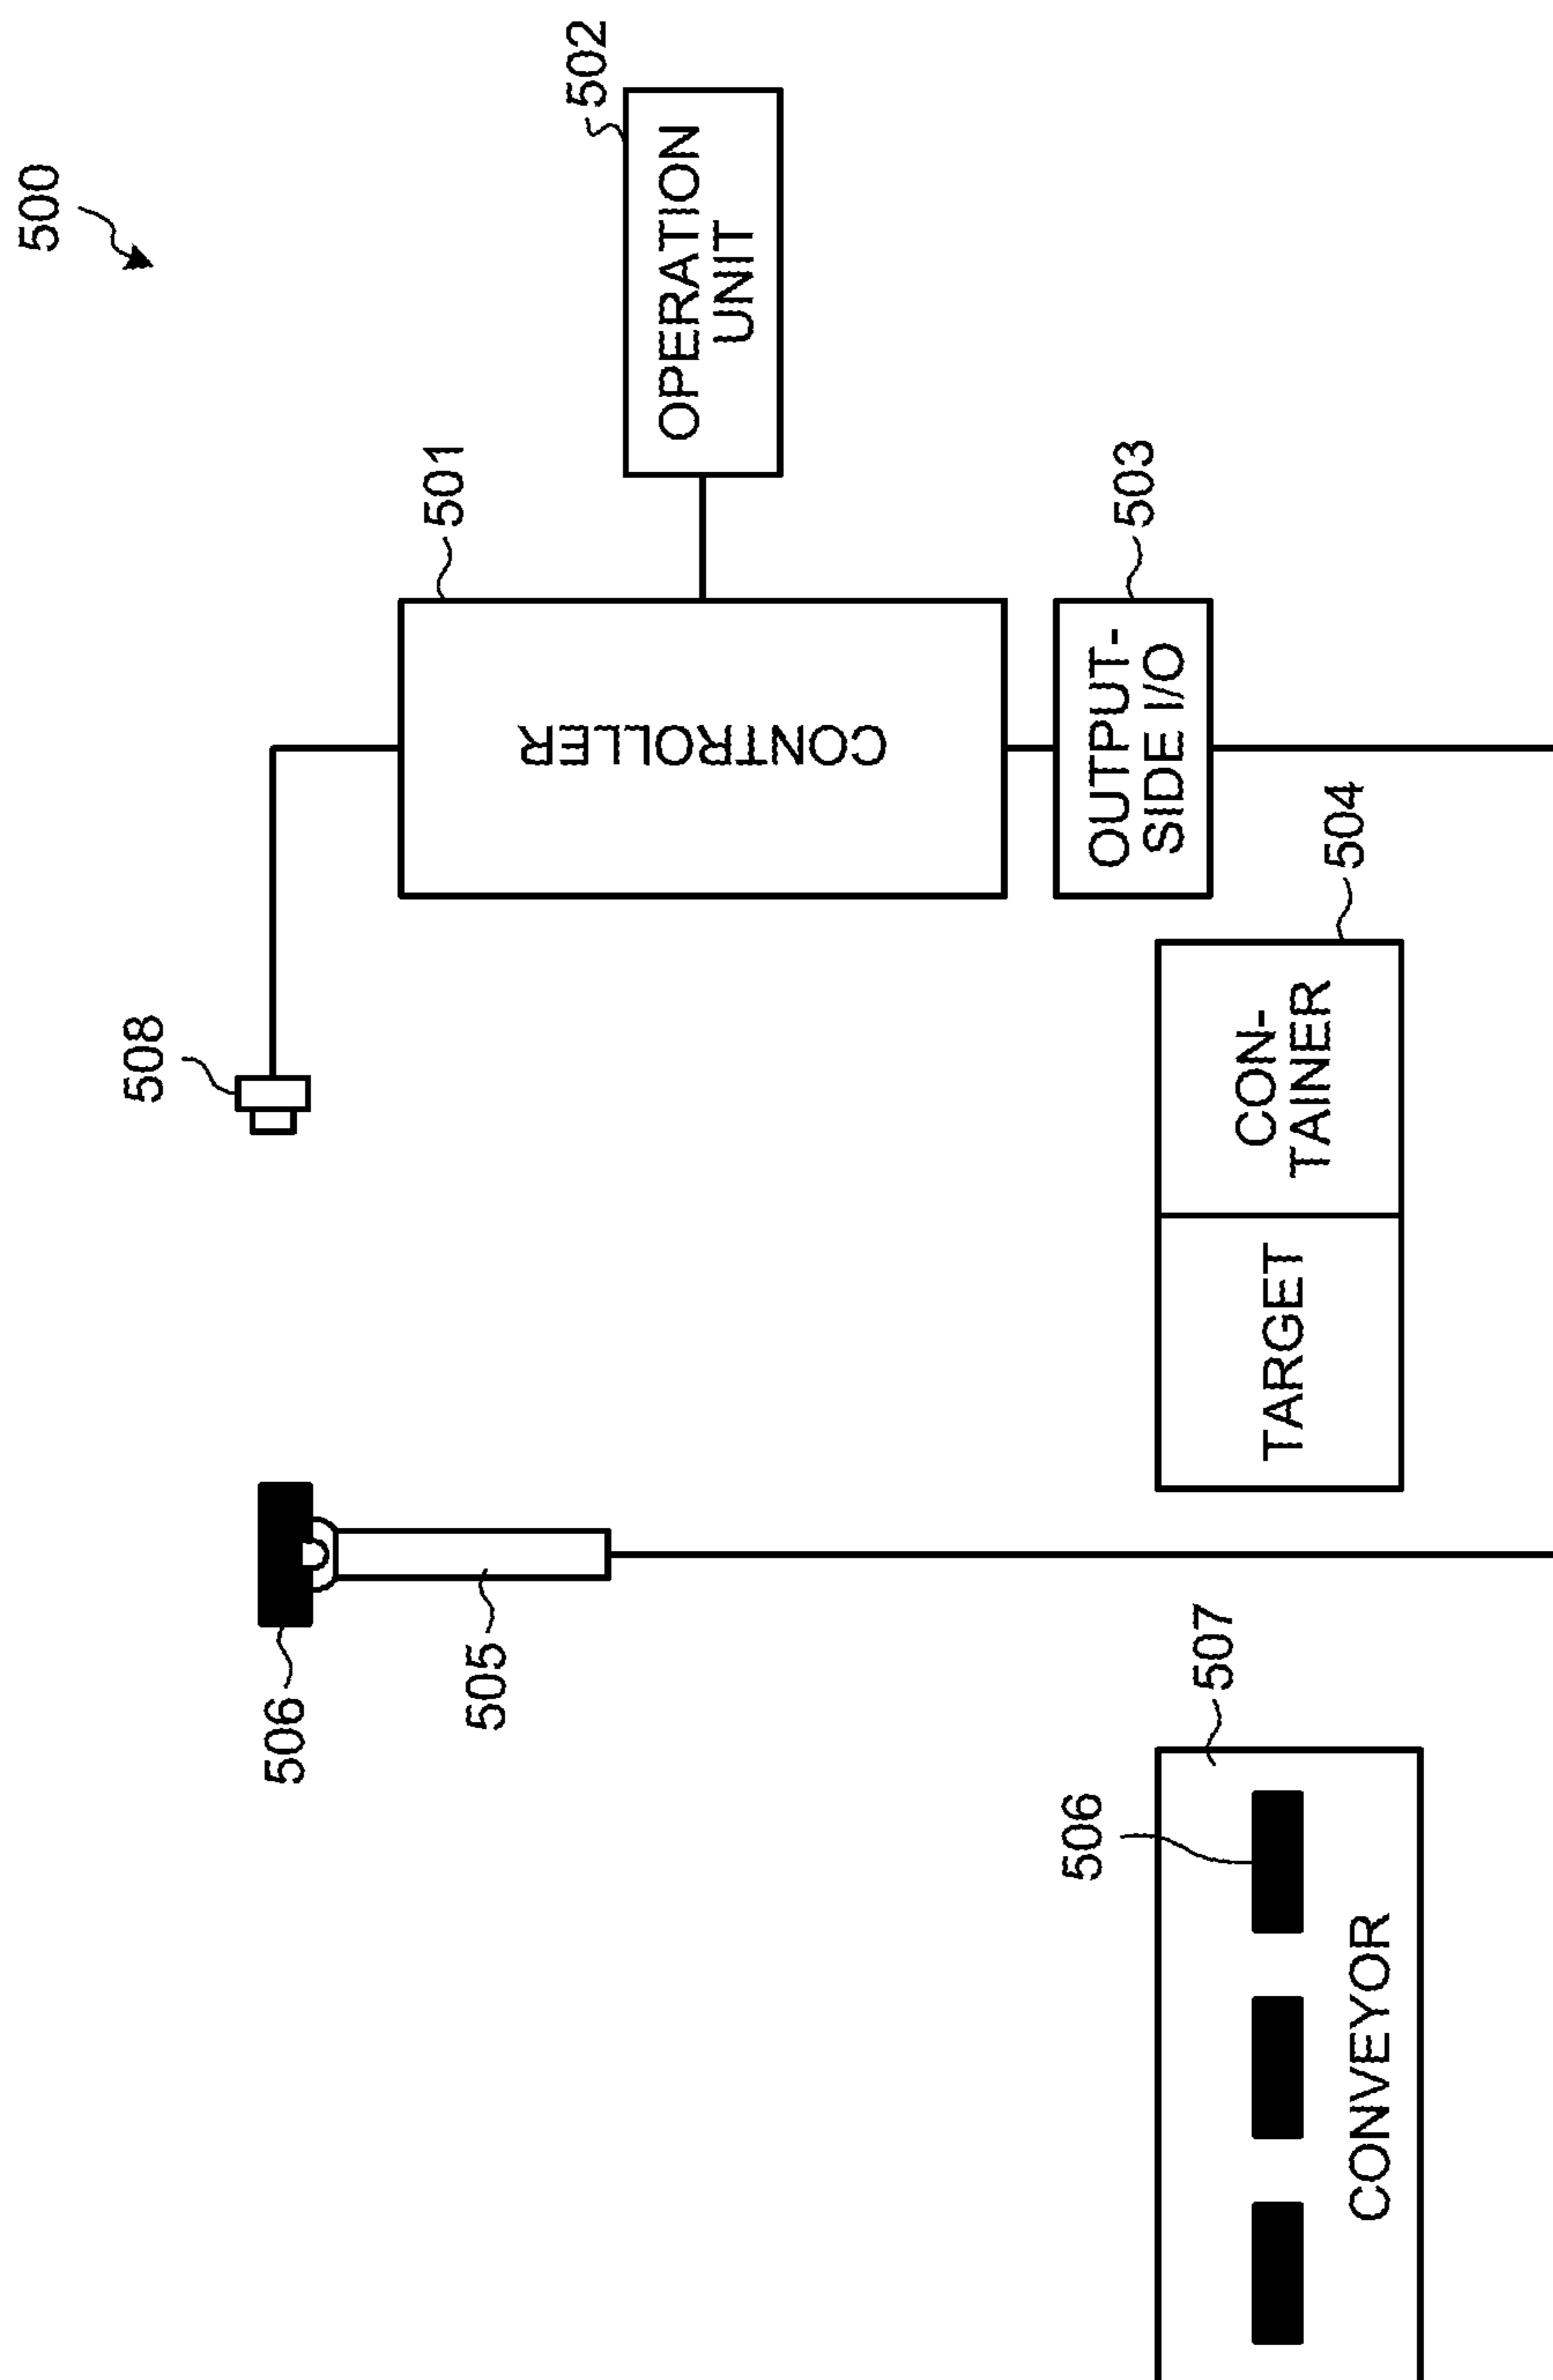 500
508
506
501
505
502
CONTROLLER
OPERATION
UNIT
506
503
OUTPUT-
SIDE I/O
507
504
TARGET
CON-
TAINER
CONVEYOR